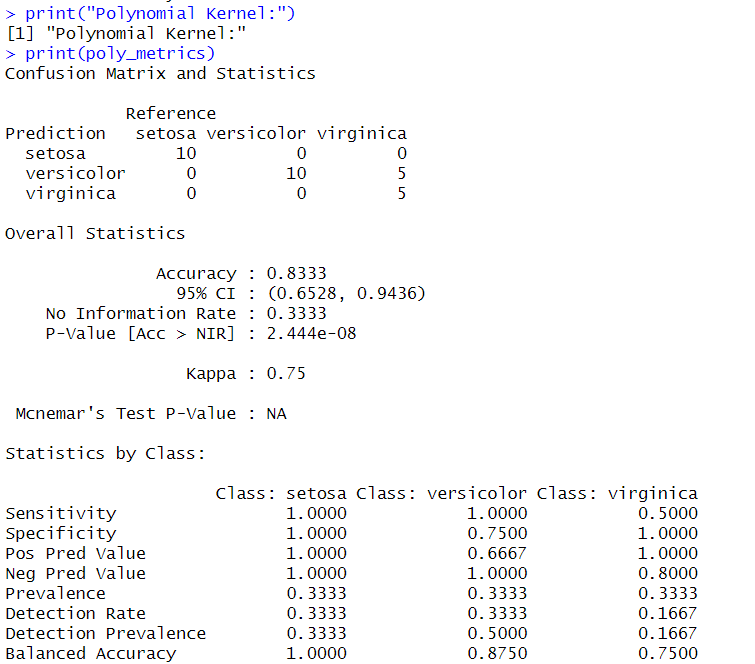 > print("Polynomial Kernel:")
[1] "Polynomial Kernel:"
> print(poly_metrics)
Confusion Matrix and Statistics
Reference
Prediction setosa versicolor virginica
setosa 10 0 0
versicolor 0 10 5
virginica 0 0 5
Overall Statistics
Accuracy : 0.8333
95% CI : (0.6528, 0.9436)
No Information Rate : 0.3333
P-Value [Acc > NIR] : 2.444e-08
Kappa : 0.75
Mcnemar's Test P-Value : NA
Statistics by Class:
Class: setosa Class: versicolor Class: virginica
Sensitivity 1.0000 1.0000 0.5000
Specificity 1.0000 0.7500 1.0000
Pos Pred Value 1.0000 0.6667 1.0000
Neg Pred Value 1.0000 1.0000 0.8000
Prevalence 0.3333 0.3333 0.3333
Detection Rate 0.3333 0.3333 0.1667
Detection Prevalence 0.3333 0.5000 0.1667
Balanced Accuracy 1.0000 0.8750 0.7500